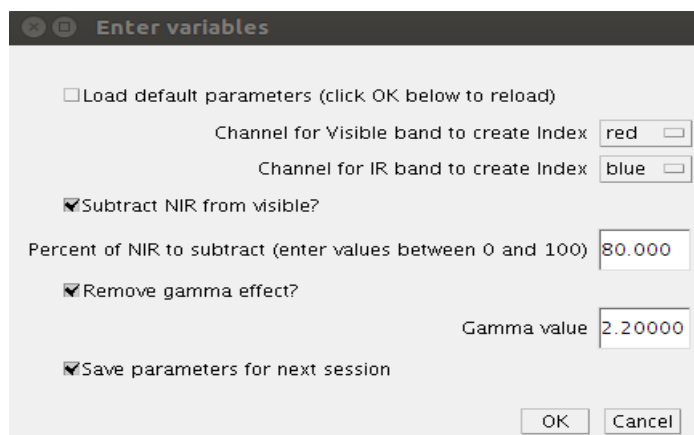 Enter variables
Load default parameters (click OK below to reload)
Channel for Visible band to create Index red
Channel for IR band to create Index blue
Subtract NIR from visible?
Percent of NIR to subtract (enter values between 0 and 100) 80.000
Remove gamma effect?
Gamma value 2.20000
Save parameters for next session
OK Cancel